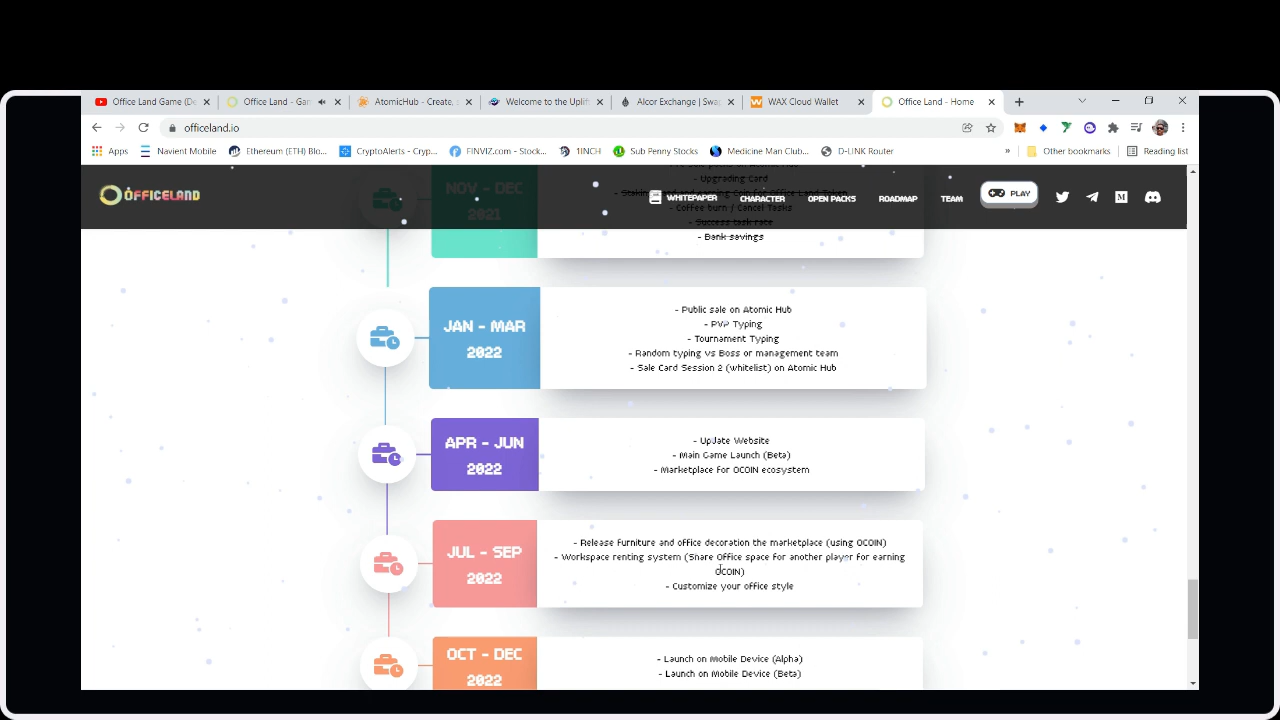 Office Land Game (De
Office Land - Gam
AtomicHub - Create, s
Welcome to the Uplif
Alcor Exchange | Swap
WAX Cloud Wallet
Office Land - Home
officeland.io
Apps
Navient Mobile
Ethereum (ETH) Blo...
CryptoAlerts - Cryp...
FINVIZ.com - Stock...
1INCH
Sub Penny Stocks
Medicine Man Club...
D-LINK Router
»
Other bookmarks
Reading list
OFFICELAND
WHITEPAPER
CHARACTER
OPEN PACKS
ROADMAP
TEAM
PLAY
NOV - DEC
2021
- Upgrading Card
- Coffee turn / Cancel Tasks
- Success task rate
- Bank savings
JAN - MAR
2022
- Public sale on Atomic Hub
- PVP Typing
- Tournament Typing
- Random typing vs Boss or management team
- Sale Card Session 2 (whitelist) on Atomic Hub
APR - JUN
2022
- Update Website
- Main Game Launch (Beta)
- Marketplace for OCOIN ecosystem
JUL - SEP
2022
- Release furniture and office decoration the marketplace (using OCOIN)
- Workspace renting system (Share Office space for another player for earning
OCOIN)
- Customize your office style
OCT - DEC
2022
- Launch on Mobile Device (Alpha)
- Launch on Mobile Device (Beta)